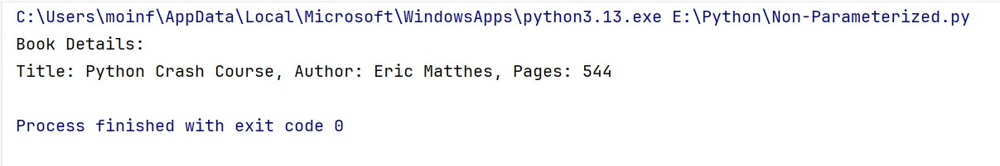 C:\Users\moinf\AppData\Local\Microsoft\WindowsApps\python3.13.exe E:\Python\Non-Parameterized.py
Book Details:
Title: Python Crash Course, Author: Eric Matthes, Pages: 544
Process finished with exit code 0